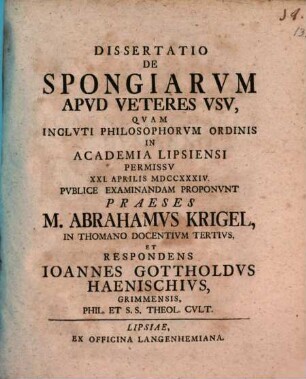 DISSERTATIO
DE
SPONGIARVM
APVD VETERES VSV,
QVAM
INCLVTI PHILOSOPHORVM ORDINIS
IN
ACADEMIA LIPSIENSI
PERMISSV
XXI. APRILIS MDCCXXXIV.
PVBLICE EXAMINANDAM PROPONVNT
PRAESES
M. ABRAHAMVS KRIGEL,
IN THOMANO DOCENTIVM TERTIVS,
ET
RESPONDENS
IOANNES GOTTHOLDVS
HAENISCHIVS,
GRIMMENSIS,
PHIL. ET S. S. THEOL. CVLT.
LIPSIAE,
EX OFFICINA LANGENHEMIANA.